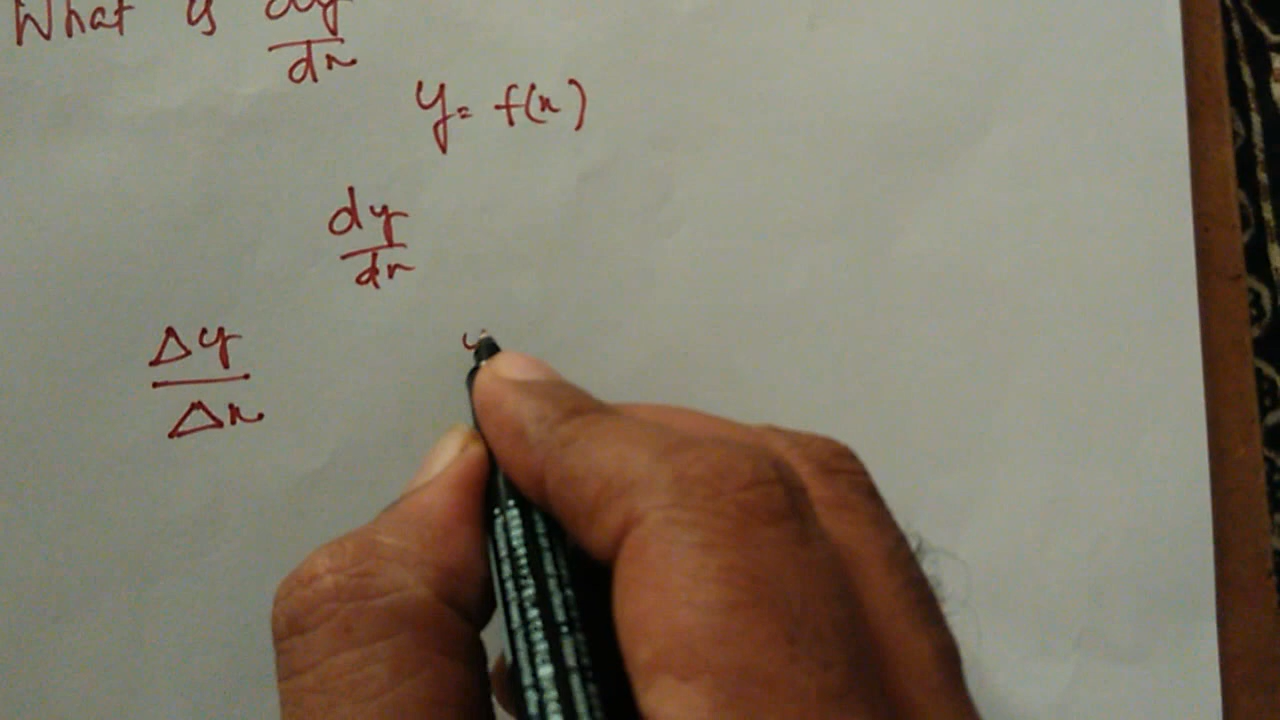 What is dy/dx
y = f(x)
dy/dx
Δy/Δx
y